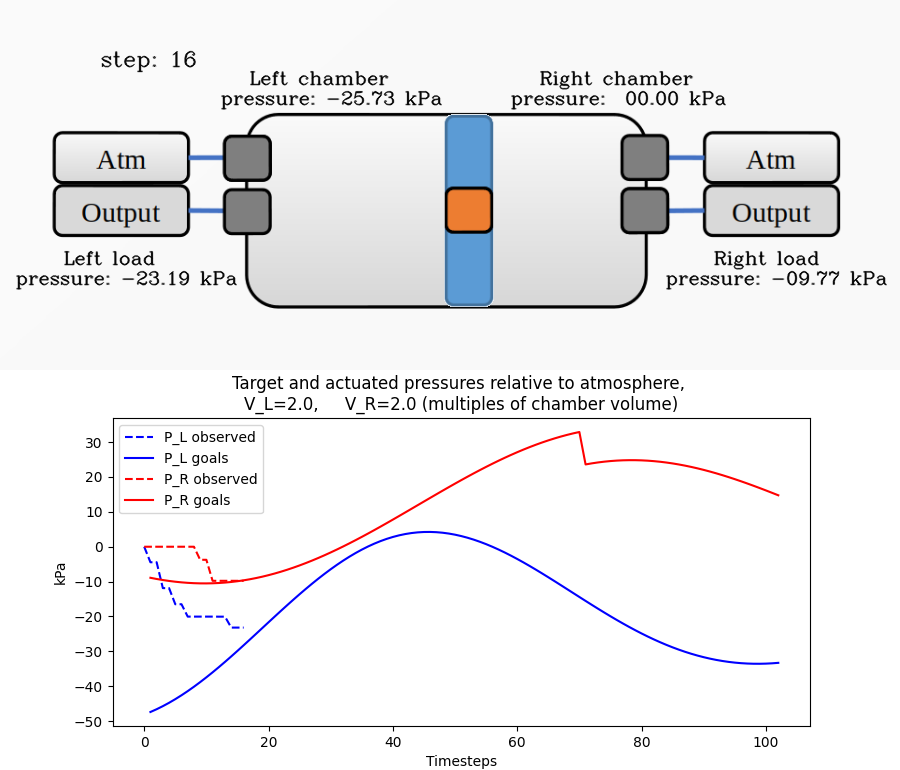 step: 16
Left chamber
pressure: −25.73 kPa
Right chamber
pressure: 00.00 kPa
Atm
Output
Atm
Output
Left load
pressure: −23.19 kPa
Right load
pressure: −09.77 kPa
Target and actuated pressures relative to atmosphere,
V_L=2.0, V_R=2.0 (multiples of chamber volume)
P_L observed
P_L goals
P_R observed
P_R goals
kPa
30
20
10
0
−10
−20
−30
−40
−50
0 20 40 60 80 100
Timesteps